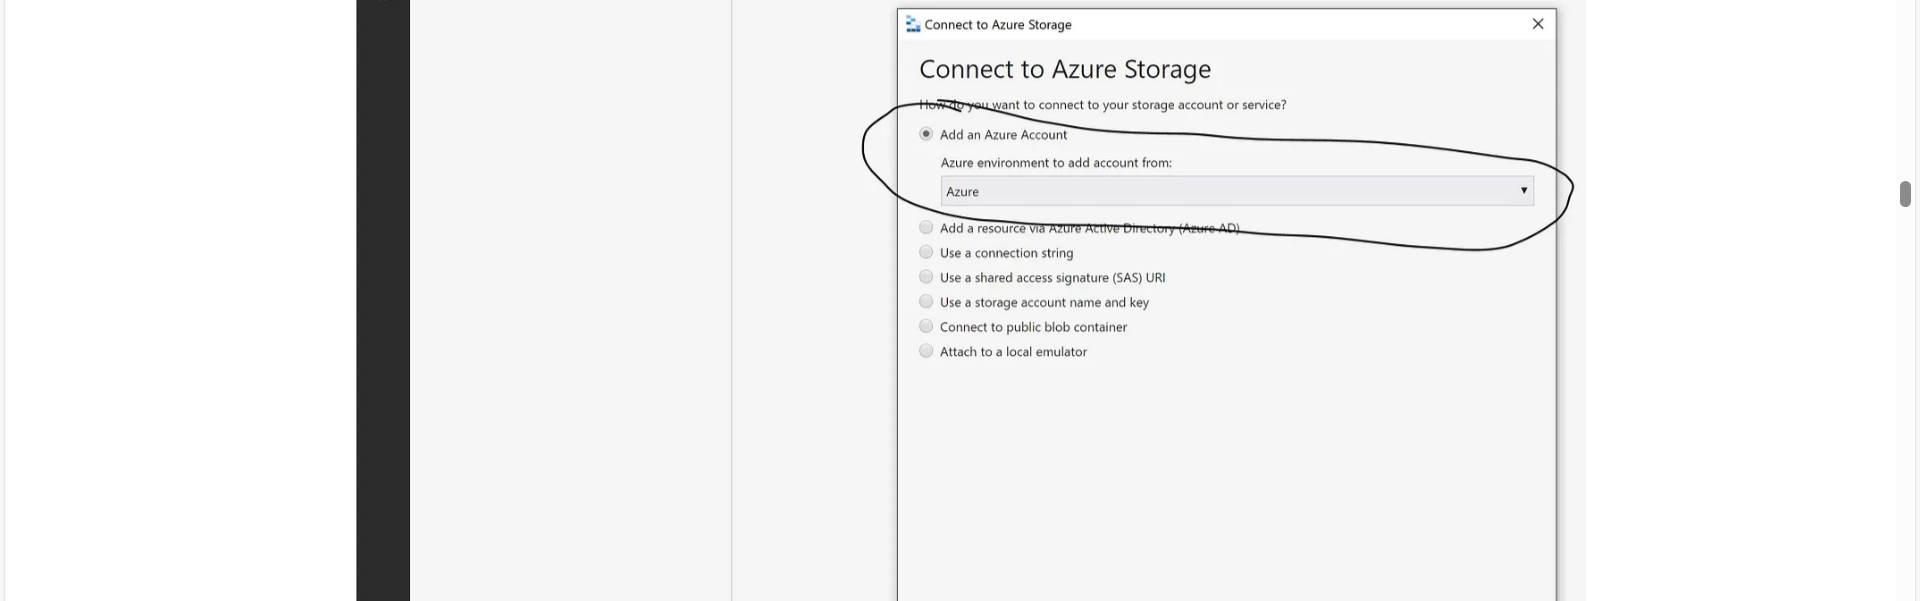 Connect to Azure Storage
Connect to Azure Storage
How do you want to connect to your storage account or service?
Add an Azure Account
Azure environment to add account from:
Azure
Add a resource via Azure Active Directory (Azure AD)
Use a connection string
Use a shared access signature (SAS) URI
Use a storage account name and key
Connect to public blob container
Attach to a local emulator